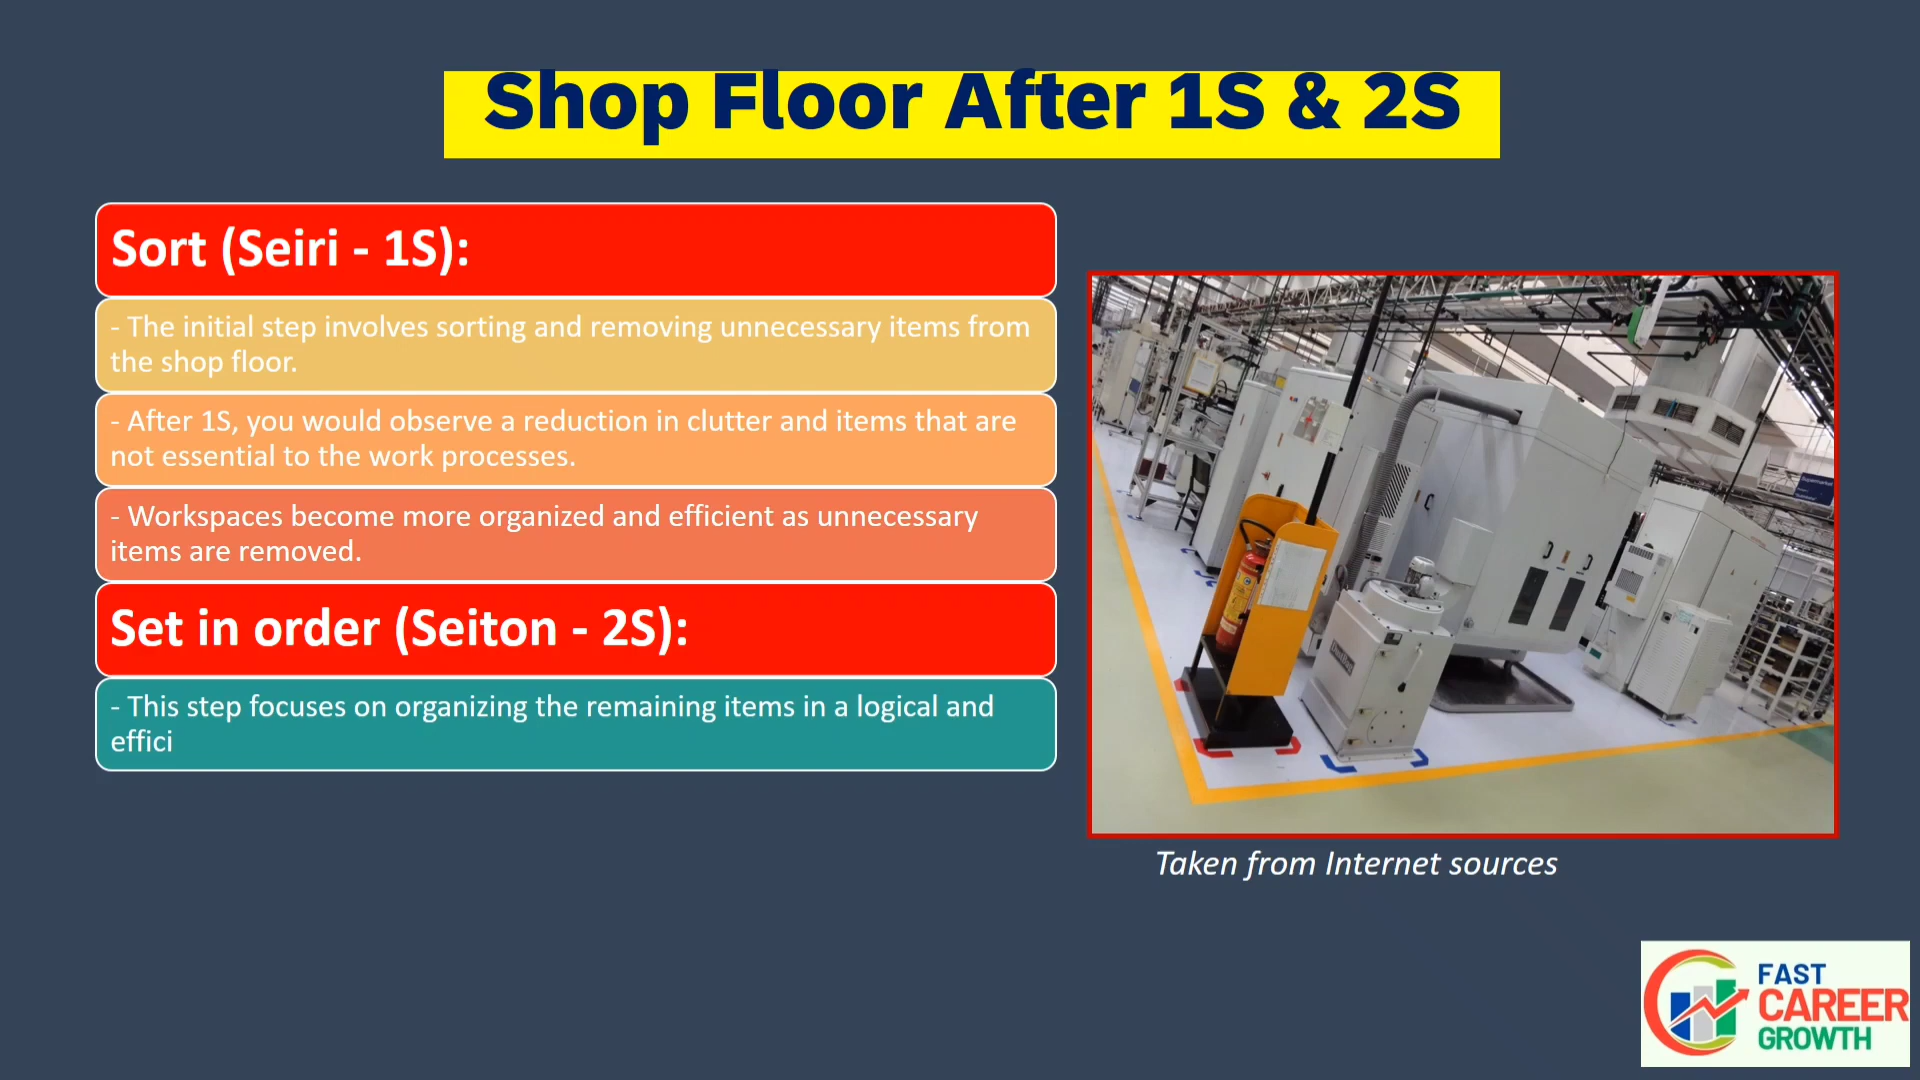 Shop Floor After 1S & 2S
Sort (Seiri - 1S):
- The initial step involves sorting and removing unnecessary items from
the shop floor.
- After 1S, you would observe a reduction in clutter and items that are
not essential to the work processes.
- Workspaces become more organized and efficient as unnecessary
items are removed.
Set in order (Seiton - 2S):
- This step focuses on organizing the remaining items in a logical and
effici
Supermarket
Taken from Internet sources
FAST
CAREER
GROWTH